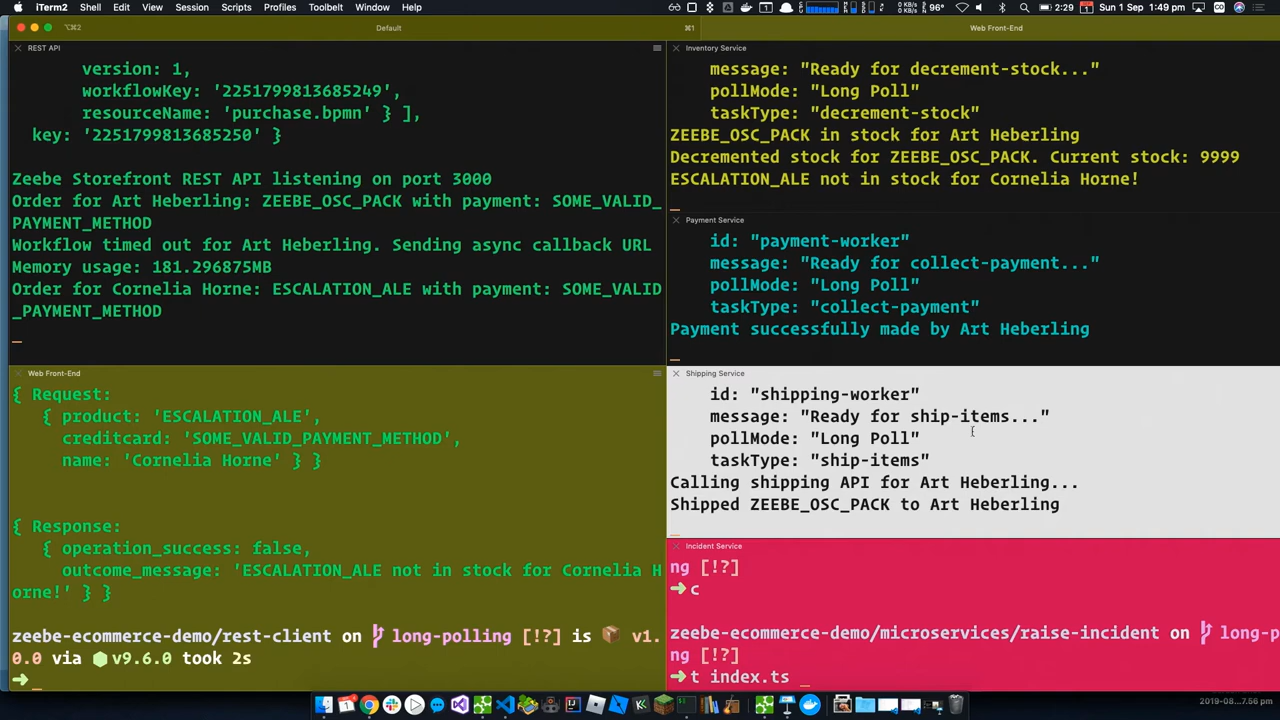 iTerm2 Shell Edit View Session Scripts Profiles Toolbelt Window Help
96° 2:29 Sun 1 Sep 1:49 pm
⌥⌘2 Default ⌘1 Web Front-End
REST API
version: 1,
workflowKey: '2251799813685249',
resourceName: 'purchase.bpmn' } ],
key: '2251799813685250' }
Zeebe Storefront REST API listening on port 3000
Order for Art Heberling: ZEEBE_OSC_PACK with payment: SOME_VALID_
PAYMENT_METHOD
Workflow timed out for Art Heberling. Sending async callback URL
Memory usage: 181.296875MB
Order for Cornelia Horne: ESCALATION_ALE with payment: SOME_VALID
_PAYMENT_METHOD
Web Front-End
{ Request:
{ product: 'ESCALATION_ALE',
creditcard: 'SOME_VALID_PAYMENT_METHOD',
name: 'Cornelia Horne' } }
{ Response:
{ operation_success: false,
outcome_message: 'ESCALATION_ALE not in stock for Cornelia H
orne!' } }
zeebe-ecommerce-demo/rest-client on long-polling [!?] is 📦 v1.
0.0 via ⬢ v9.6.0 took 2s
➜
Inventory Service
message: "Ready for decrement-stock..."
pollMode: "Long Poll"
taskType: "decrement-stock"
ZEEBE_OSC_PACK in stock for Art Heberling
Decremented stock for ZEEBE_OSC_PACK. Current stock: 9999
ESCALATION_ALE not in stock for Cornelia Horne!
Payment Service
id: "payment-worker"
message: "Ready for collect-payment..."
pollMode: "Long Poll"
taskType: "collect-payment"
Payment successfully made by Art Heberling
Shipping Service
id: "shipping-worker"
message: "Ready for ship-items..."
pollMode: "Long Poll"
taskType: "ship-items"
Calling shipping API for Art Heberling...
Shipped ZEEBE_OSC_PACK to Art Heberling
Incident Service
ng [!?]
➜ c
zeebe-ecommerce-demo/microservices/raise-incident on long-p
ng [!?]
➜ t index.ts
2019-08...7.56 pm